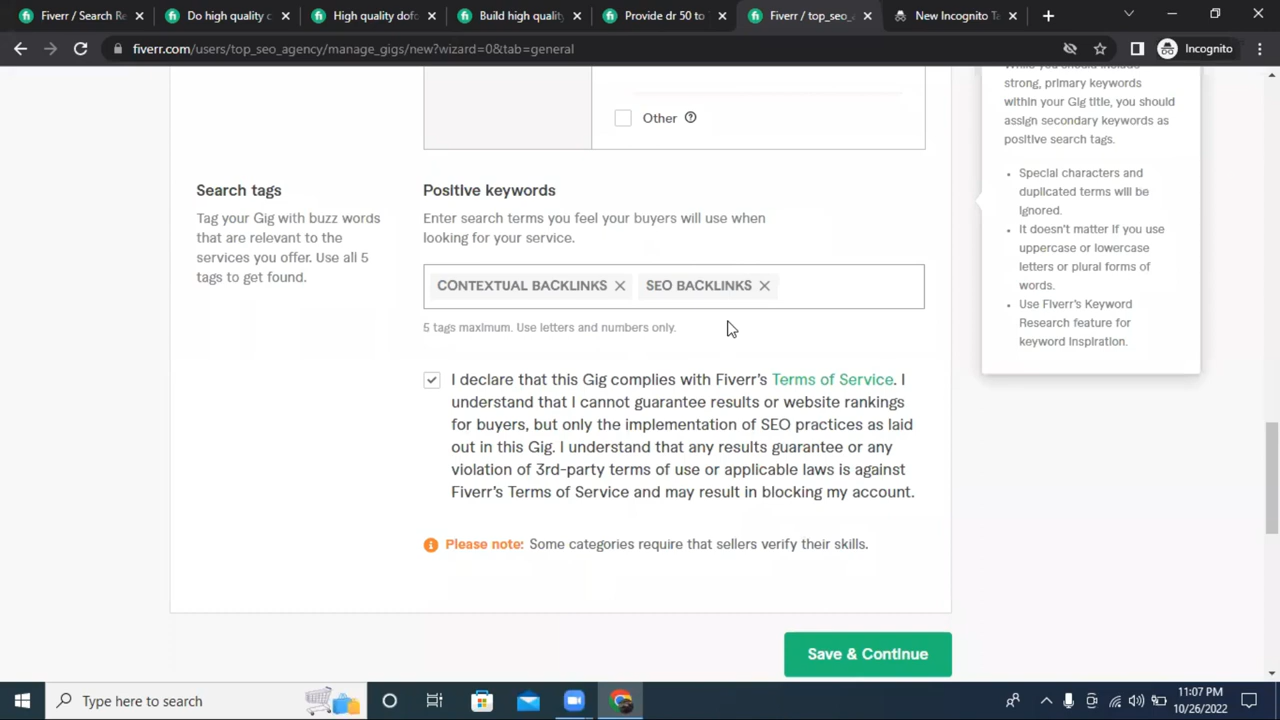 Fiverr / Search Re
Do high quality c
High quality dofo
Build high quality
Provide dr 50 to
Fiverr / top_seo_
New Incognito Ta
fiverr.com/users/top_seo_agency/manage_gigs/new?wizard=0&tab=general
Incognito
strong, primary keywords
within your Gig title, you should
assign secondary keywords as
positive search tags.
Other
Special characters and
duplicated terms will be
ignored.
It doesn't matter if you use
uppercase or lowercase
letters or plural forms of
words.
Use Fiverr's Keyword
Research feature for
keyword inspiration.
Search tags
Tag your Gig with buzz words
that are relevant to the
services you offer. Use all 5
tags to get found.
Positive keywords
Enter search terms you feel your buyers will use when
looking for your service.
CONTEXTUAL BACKLINKS
SEO BACKLINKS
5 tags maximum. Use letters and numbers only.
I declare that this Gig complies with Fiverr's Terms of Service. I
understand that I cannot guarantee results or website rankings
for buyers, but only the implementation of SEO practices as laid
out in this Gig. I understand that any results guarantee or any
violation of 3rd-party terms of use or applicable laws is against
Fiverr's Terms of Service and may result in blocking my account.
Please note: Some categories require that sellers verify their skills.
Save & Continue
Type here to search
11:07 PM
10/26/2022